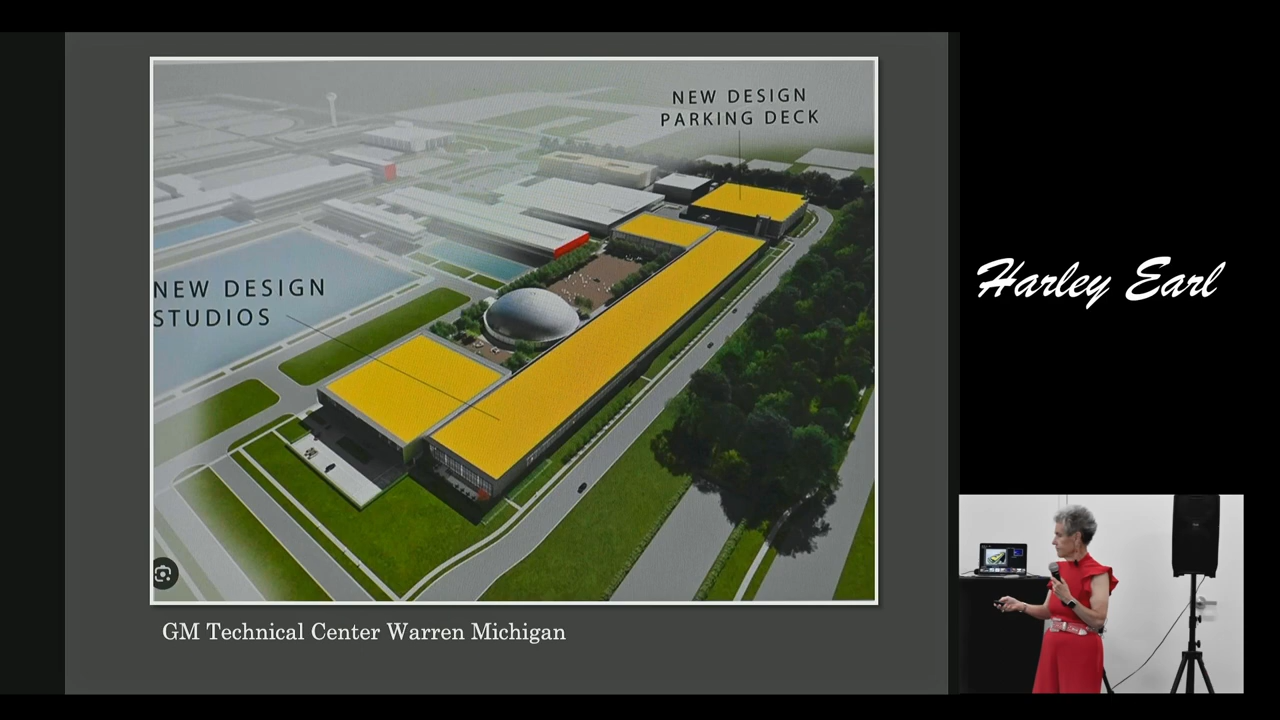 NEW DESIGN
PARKING DECK
NEW DESIGN
STUDIOS
GM Technical Center Warren Michigan
Harley Earl